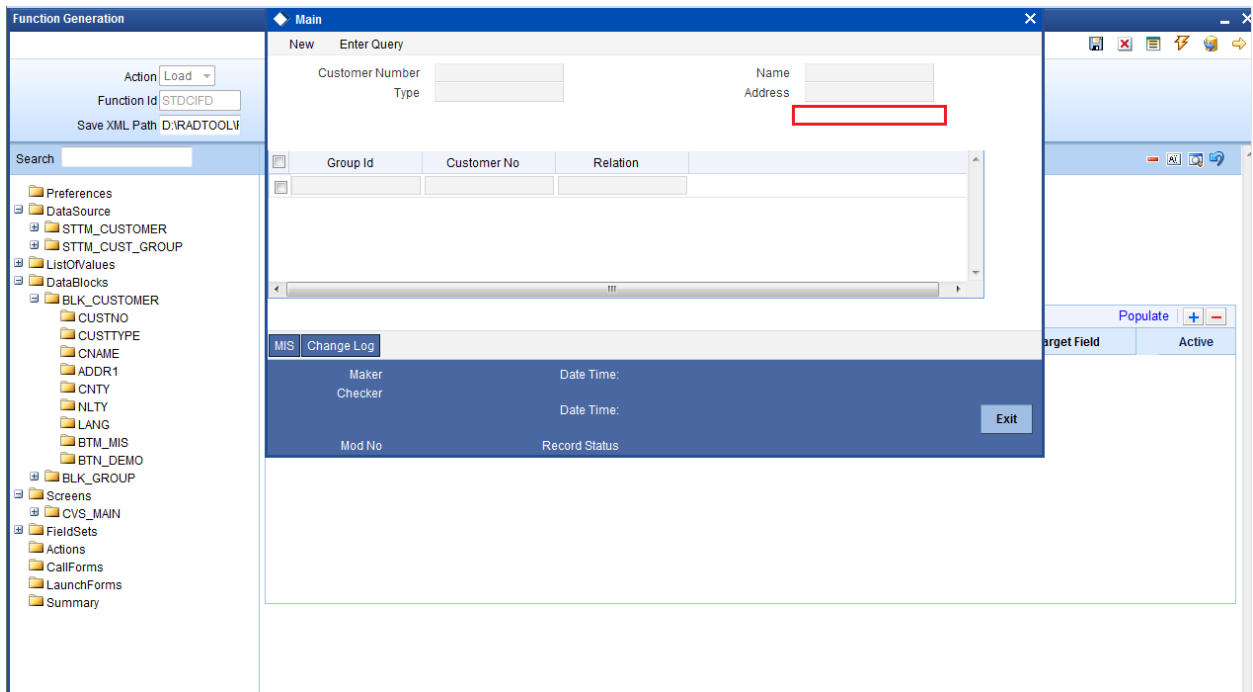 Function Generation
Main
New Enter Query
Action Load
Function Id STDCIFD
Save XML Path D:\RADTOOL\
Customer Number Name
Type Address
Search
Group Id Customer No Relation
Preferences
DataSource
STTM_CUSTOMER
STTM_CUST_GROUP
ListOfValues
DataBlocks
BLK_CUSTOMER
CUSTNO
CUSTTYPE
CNAME
ADDR1
CNTY
NLTY
LANG
BTM_MIS
BTN_DEMO
BLK_GROUP
Screens
CVS_MAIN
FieldSets
Actions
CallForms
LaunchForms
Summary
Populate
arget Field Active
MIS Change Log
Maker Date Time:
Checker
Date Time:
Exit
Mod No Record Status